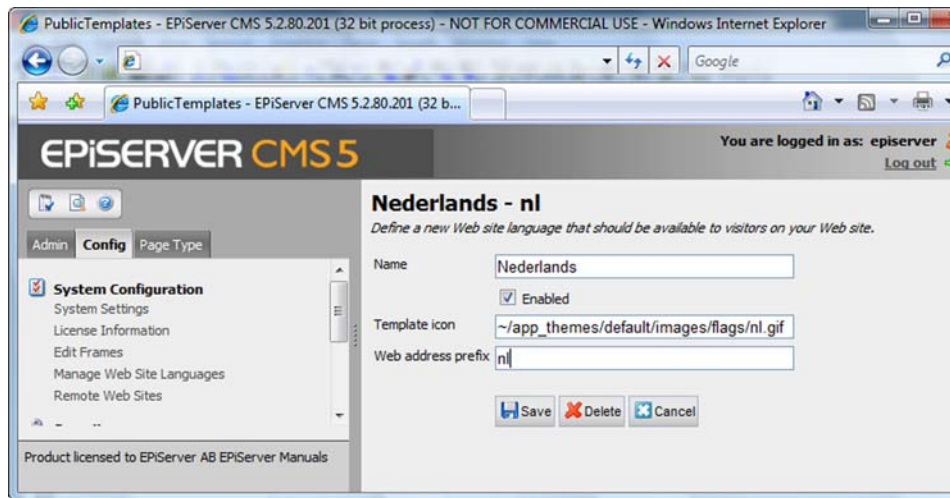 PublicTemplates - EPiServer CMS 5.2.80.201 (32 bit process) - NOT FOR COMMERCIAL USE - Windows Internet Explorer
Google
PublicTemplates - EPiServer CMS 5.2.80.201 (32 b...
EPiSERVER CMS 5
You are logged in as: episerver
Log out
Admin Config Page Type
System Configuration
System Settings
License Information
Edit Frames
Manage Web Site Languages
Remote Web Sites
Product licensed to EPiServer AB EPiServer Manuals
Nederlands - nl
Define a new Web site language that should be available to visitors on your Web site.
Name Nederlands
Enabled
Template icon ~/app_themes/default/images/flags/nl.gif
Web address prefix nl
Save Delete Cancel